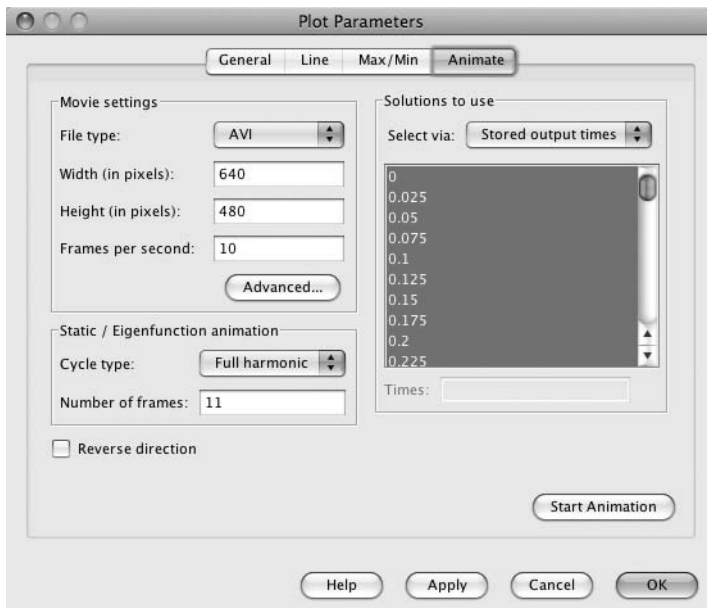 Plot Parameters
General Line Max/Min Animate
Movie settings
File type: AVI
Width (in pixels): 640
Height (in pixels): 480
Frames per second: 10
Advanced...
Static / Eigenfunction animation
Cycle type: Full harmonic
Number of frames: 11
Reverse direction
Solutions to use
Select via: Stored output times
0
0.025
0.05
0.075
0.1
0.125
0.15
0.175
0.2
0.225
Times:
Start Animation
Help Apply Cancel OK